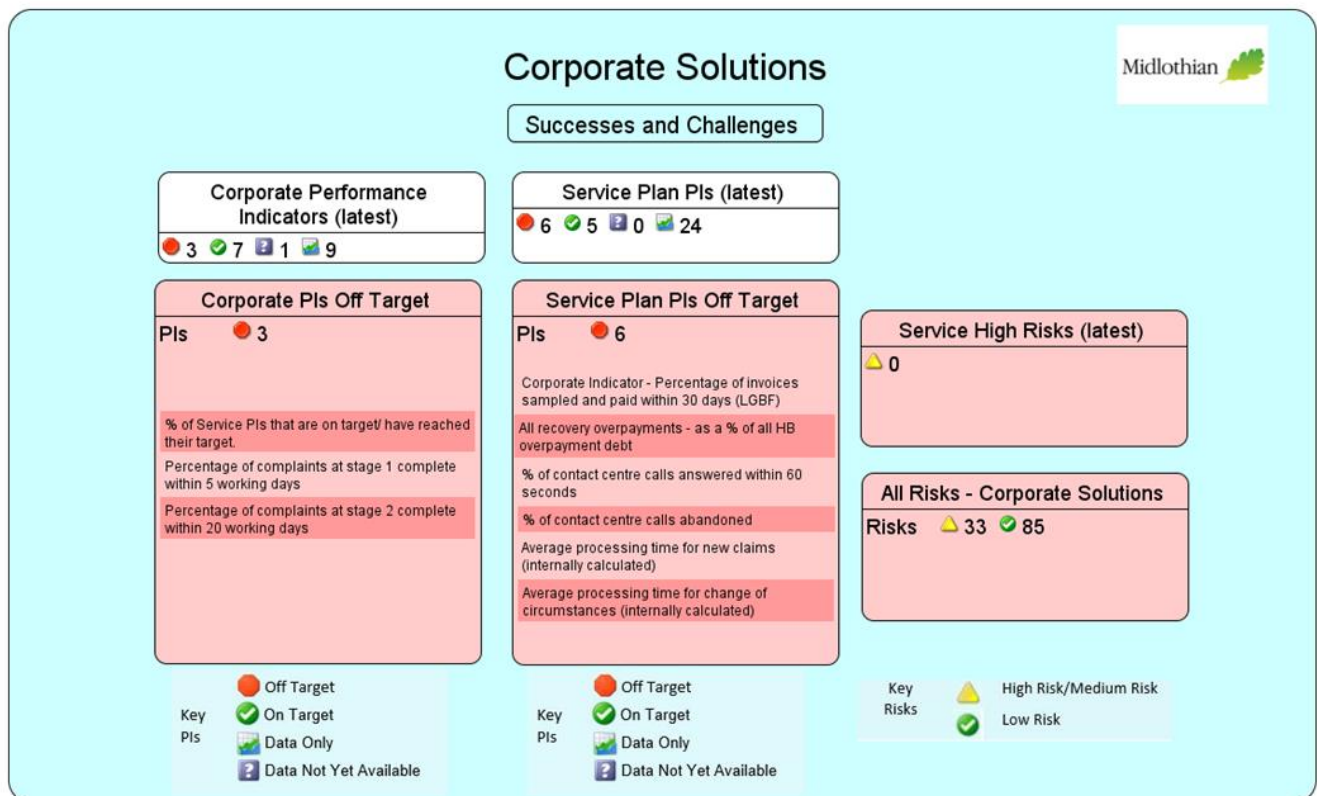 Corporate Solutions
Midlothian
Successes and Challenges
Corporate Performance
Indicators (latest)
3 7 ? 1 9
Service Plan PIs (latest)
6 5 ? 0 24
Corporate PIs Off Target
PIs 3
% of Service PIs that are on target/ have reached
their target.
Percentage of complaints at stage 1 complete
within 5 working days
Percentage of complaints at stage 2 complete
within 20 working days
Service Plan PIs Off Target
PIs 6
Corporate Indicator - Percentage of invoices
sampled and paid within 30 days (LGBF)
All recovery overpayments - as a % of all HB
overpayment debt
% of contact centre calls answered within 60
seconds
% of contact centre calls abandoned
Average processing time for new claims
(internally calculated)
Average processing time for change of
circumstances (internally calculated)
Service High Risks (latest)
0
All Risks - Corporate Solutions
Risks 33 85
Key
PIs
Off Target
On Target
Data Only
? Data Not Yet Available
Key
PIs
Off Target
On Target
Data Only
? Data Not Yet Available
Key
Risks
High Risk/Medium Risk
Low Risk